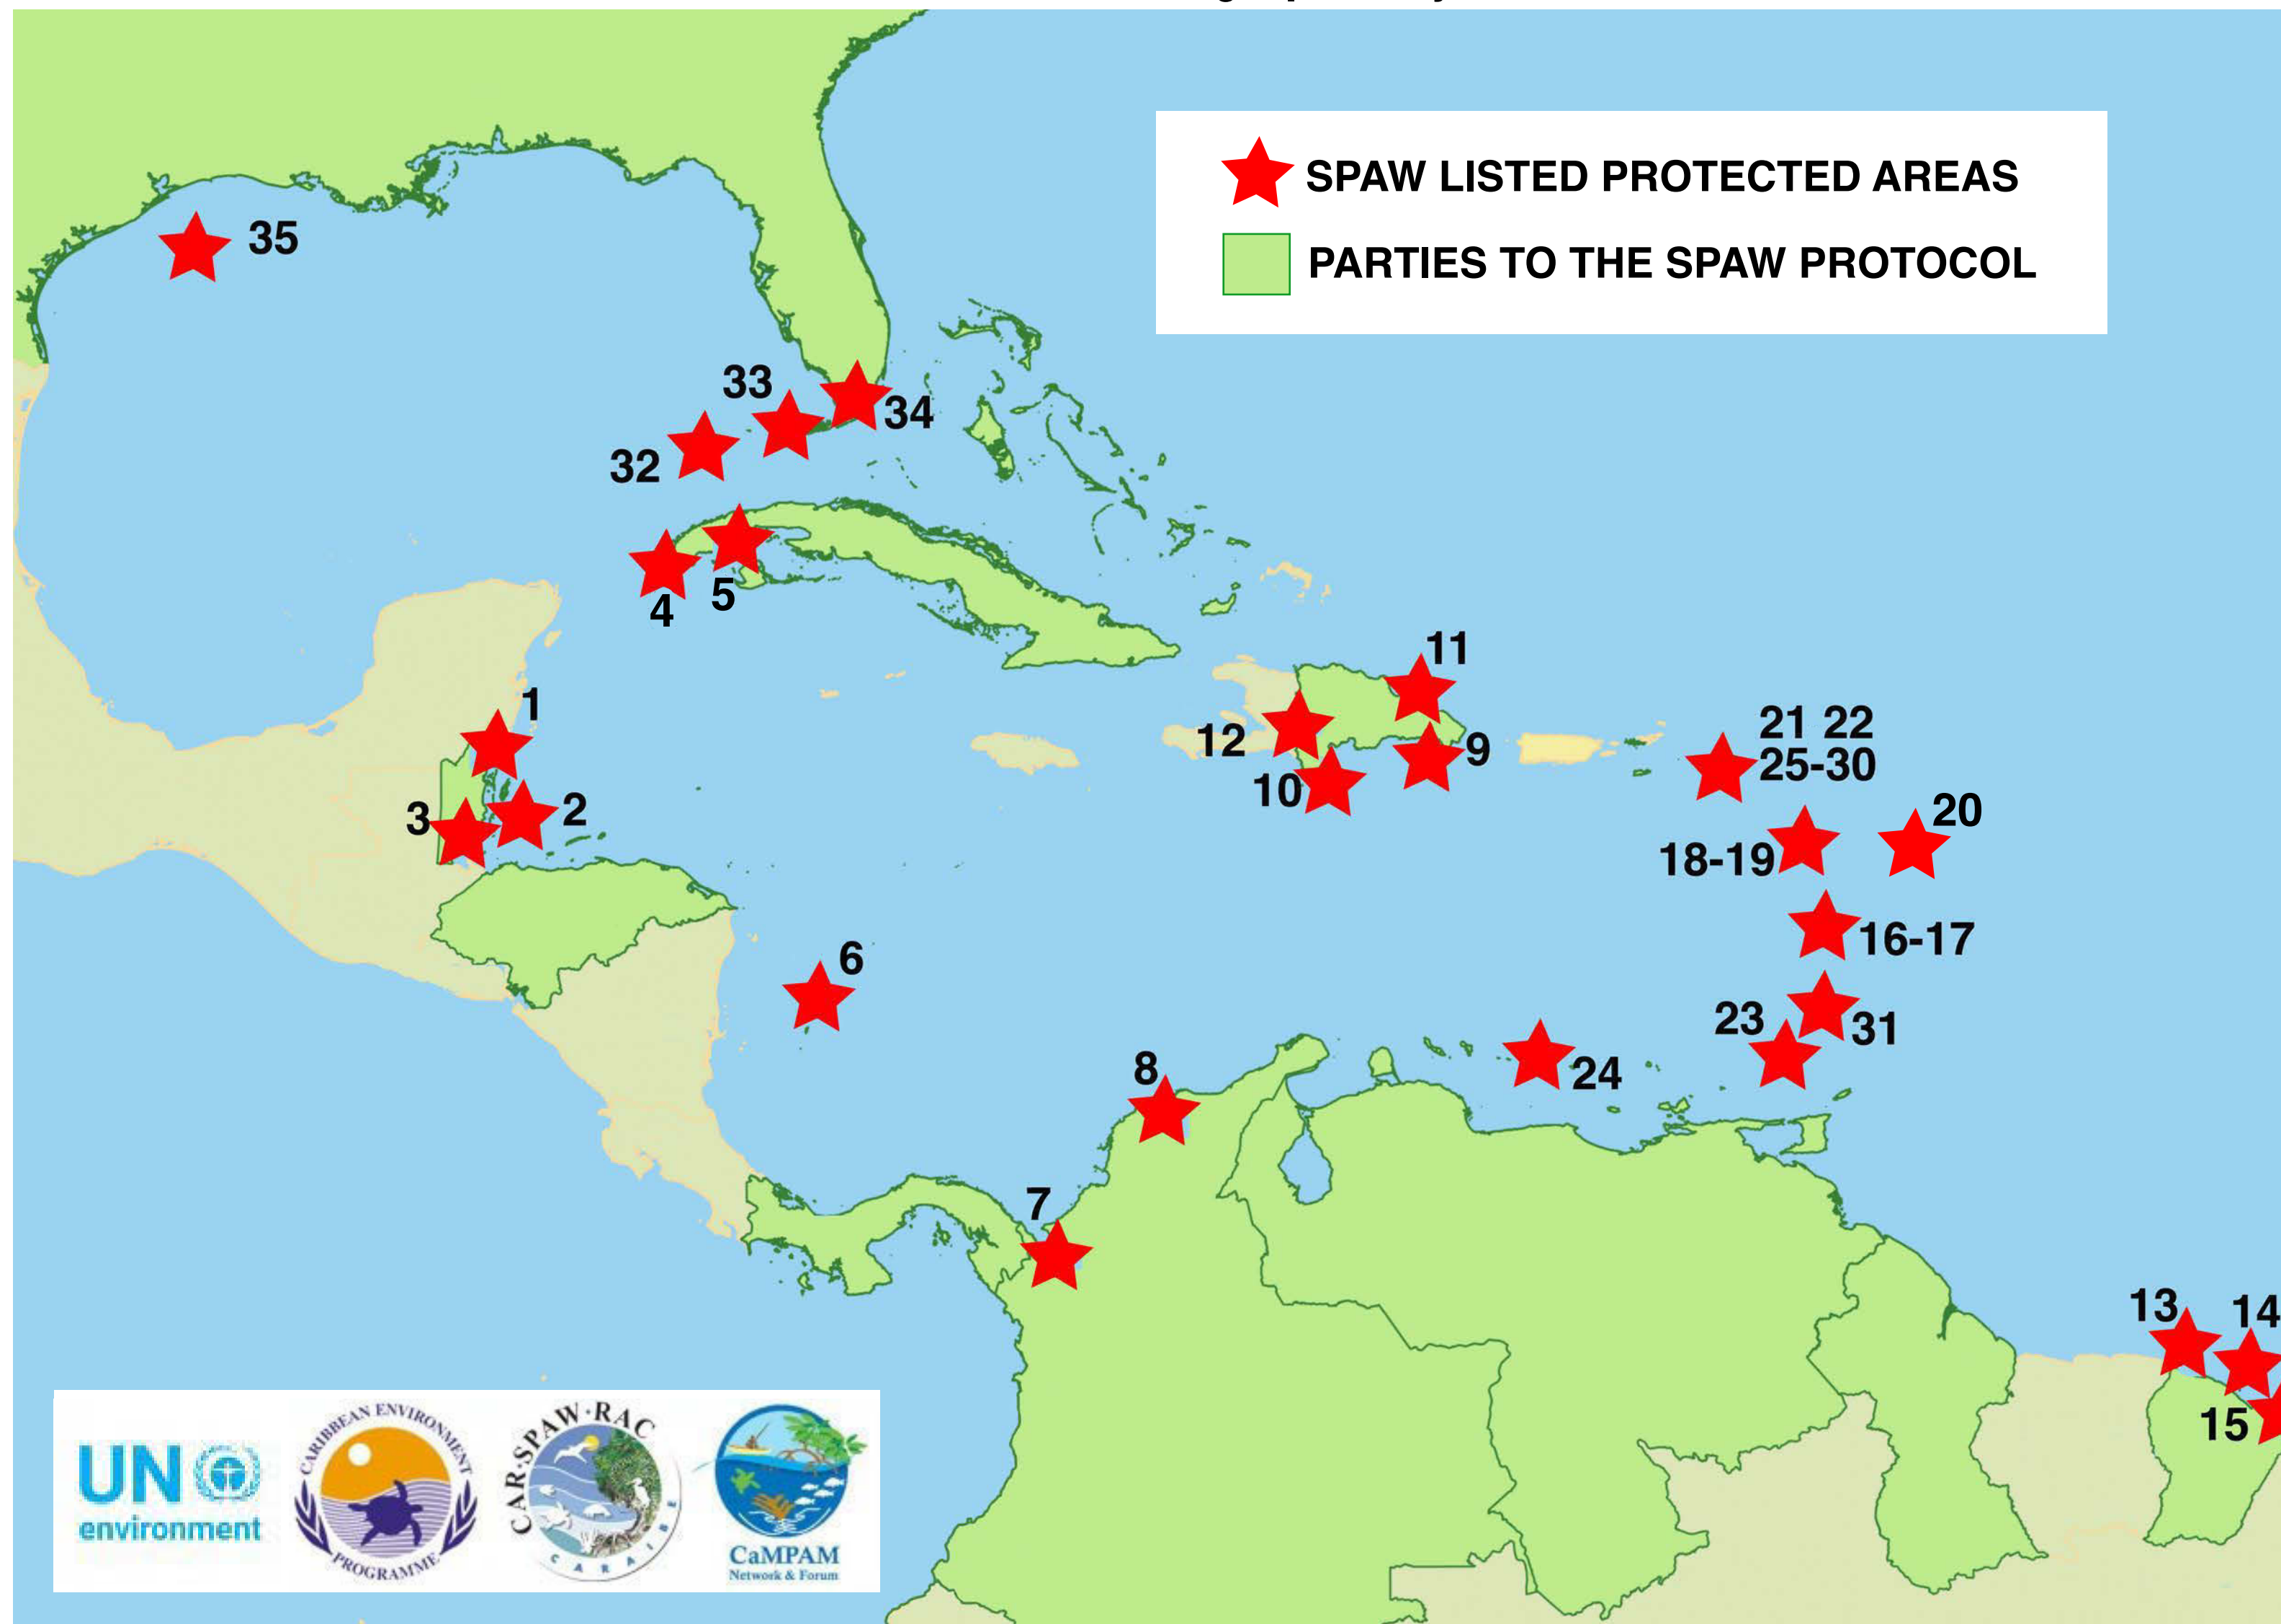 SPAW LISTED PROTECTED AREAS
PARTIES TO THE SPAW PROTOCOL
35
33
34
32
4
5
11
1
12
9
21 22
25-30
10
3
2
20
18-19
16-17
6
23
31
8
24
7
13
14
15
UN
environment
CARIBBEAN ENVIRONMENT
PROGRAMME
CAR·SPAW·RAC
CARAIBE
CaMPAM
Network & Forum